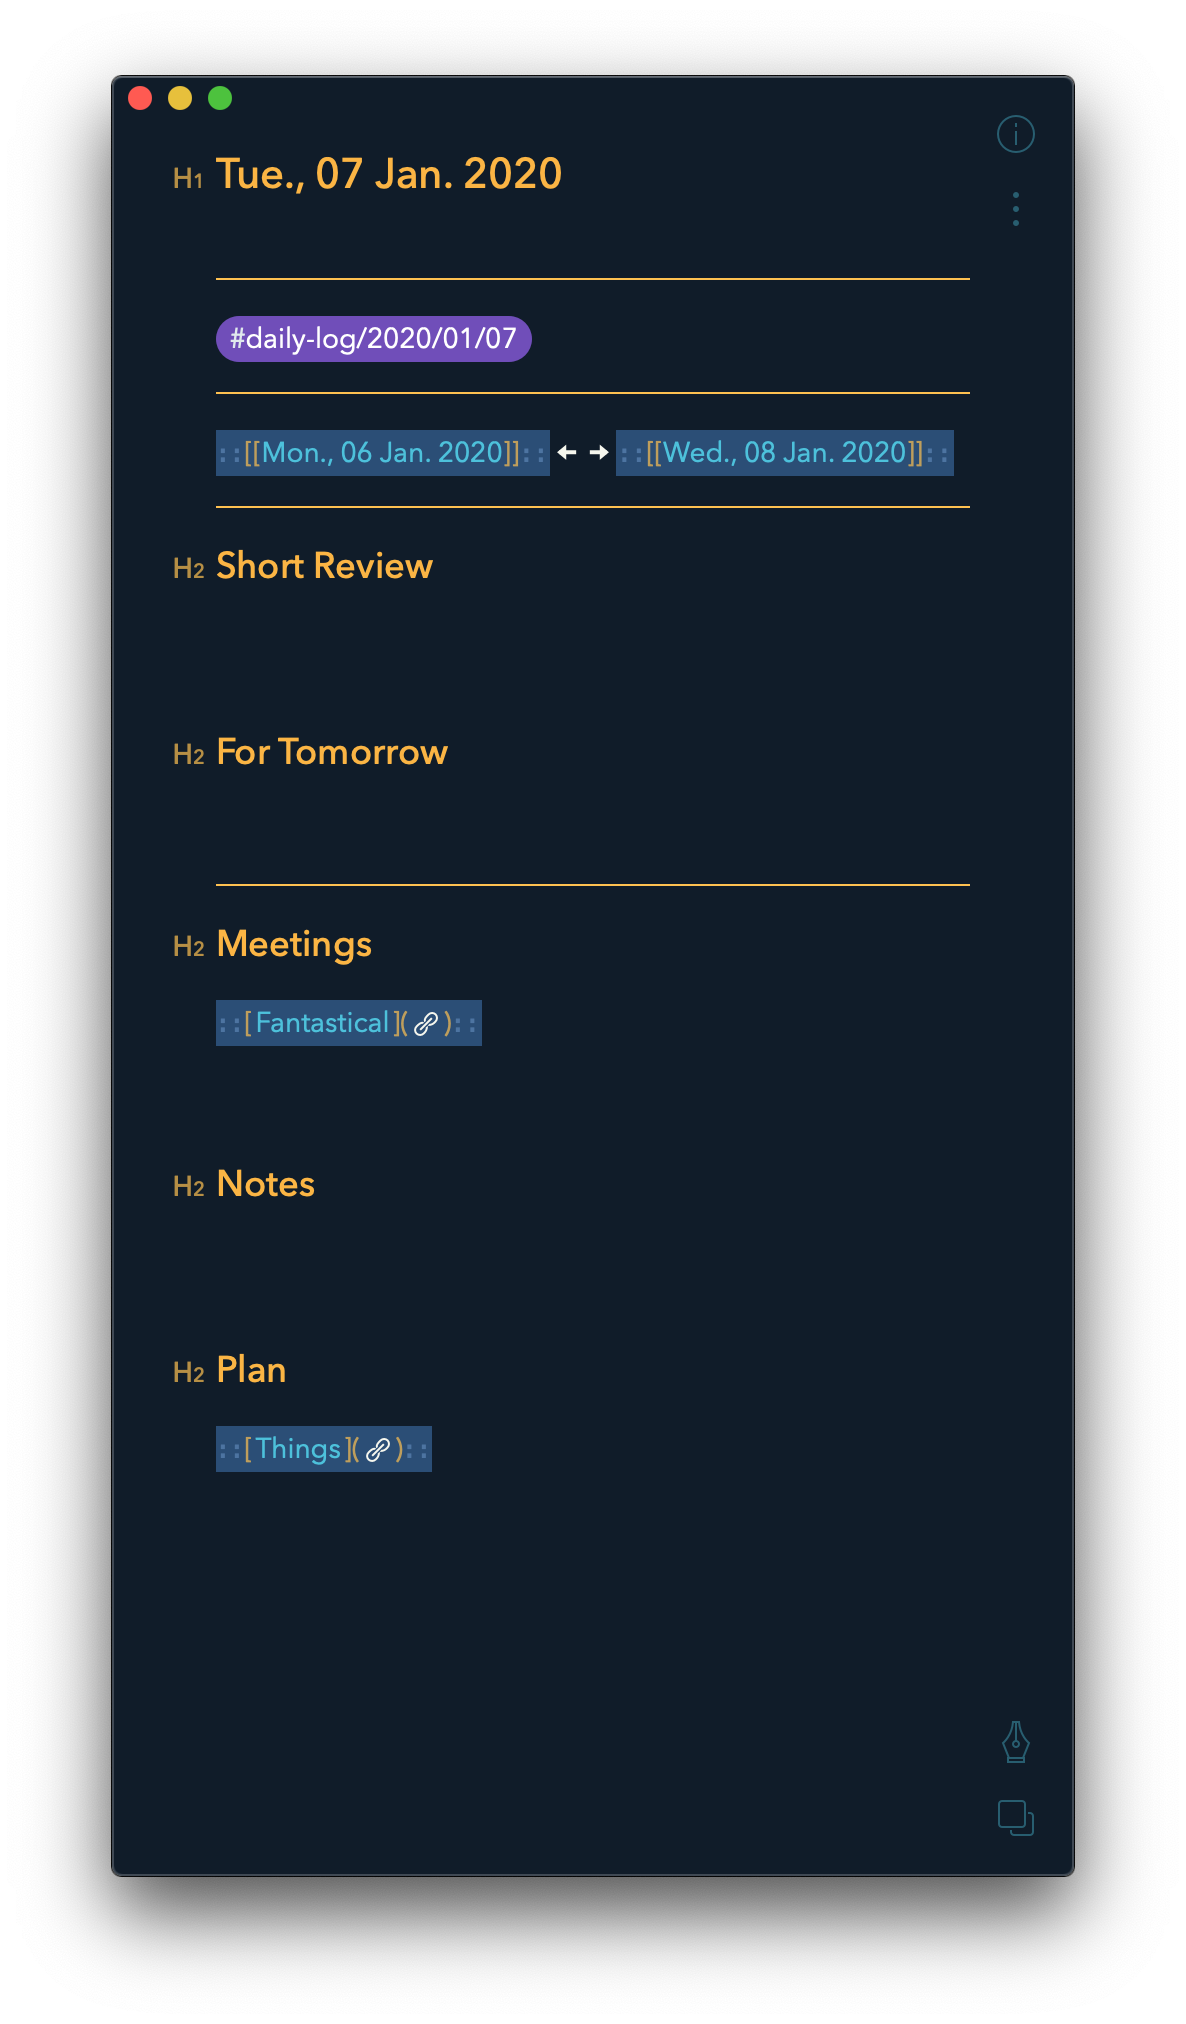 H1 Tue., 07 Jan. 2020
#daily-log/2020/01/07
::[[Mon., 06 Jan. 2020]]:: ← → ::[[Wed., 08 Jan. 2020]]::
H2 Short Review
H2 For Tomorrow
H2 Meetings
::[Fantastical]()::
H2 Notes
H2 Plan
::[Things]()::